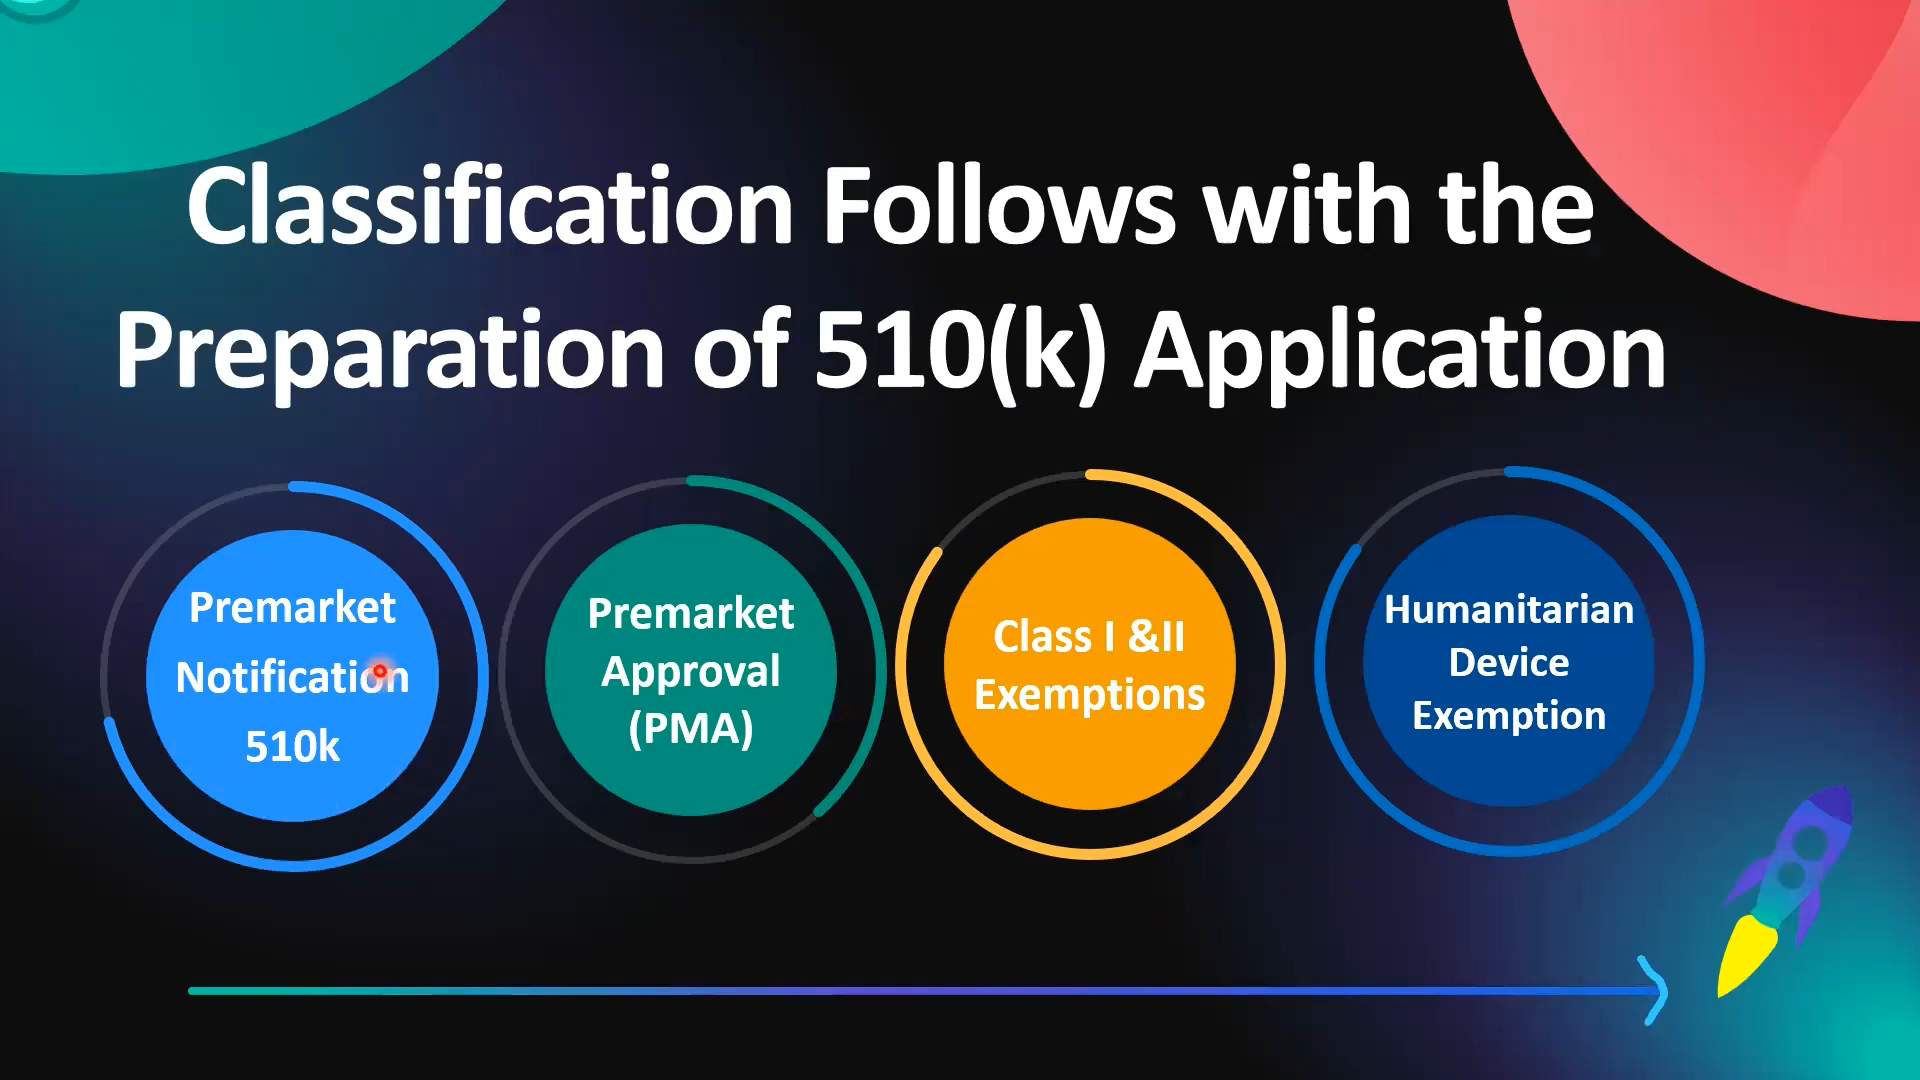 Classification Follows with the
Preparation of 510(k) Application
Premarket
Notification
510k
Premarket
Approval
(PMA)
Class I &II
Exemptions
Humanitarian
Device
Exemption